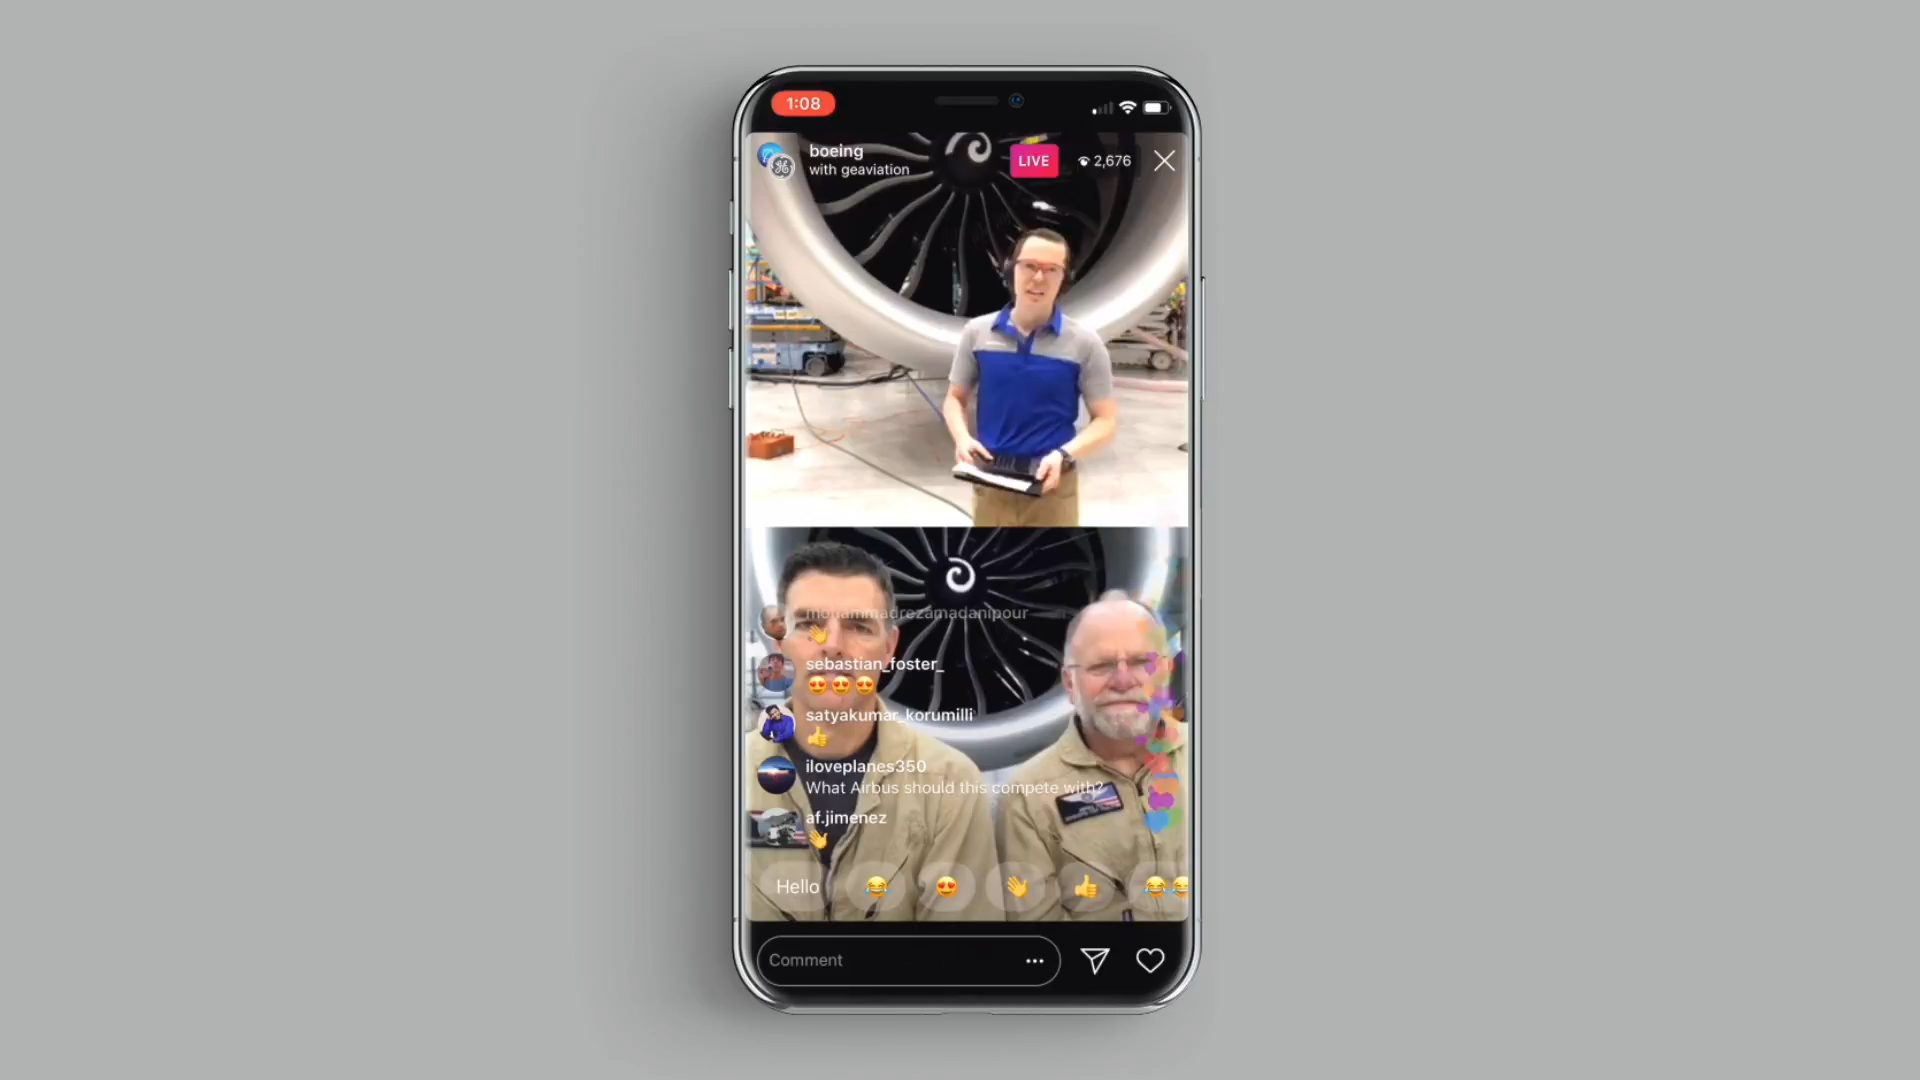 1:08
boeing
with geaviation
LIVE
2,676
mohammadrezamadanipour
sebastian_foster_
satyakumar_korumilli
iloveplanes350
What Airbus should this compete with?
af.jimenez
Hello
Comment